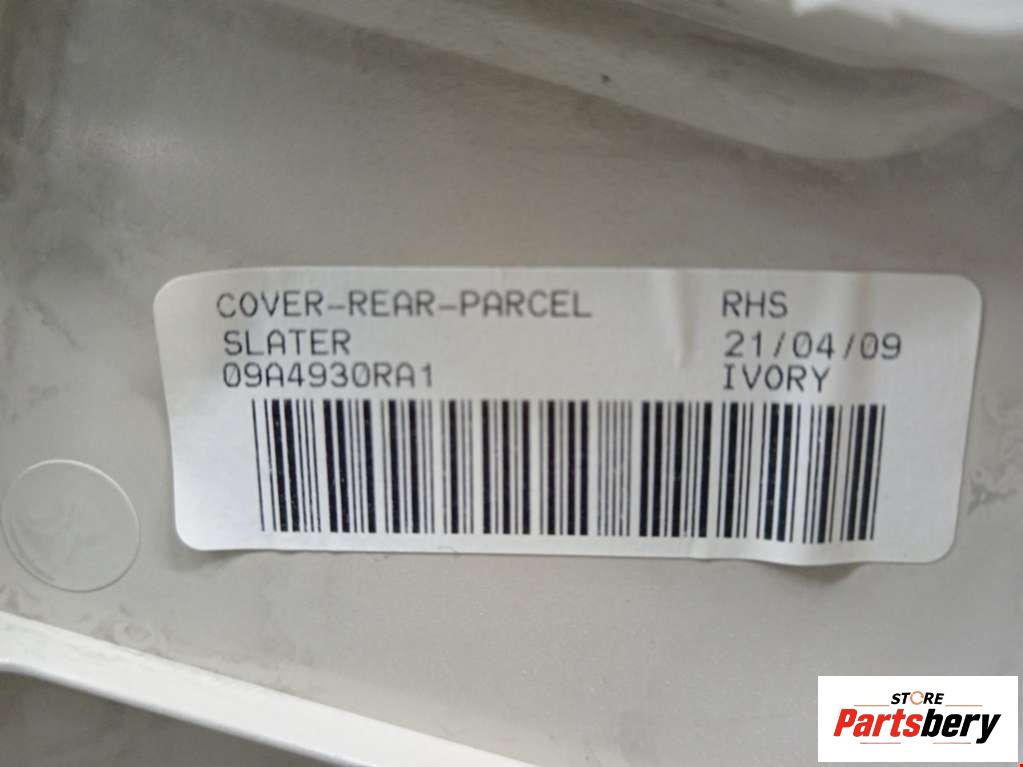 COVER-REAR-PARCEL RHS
SLATER 21/04/09
09A4930RA1 IVORY
STORE
Partsbery